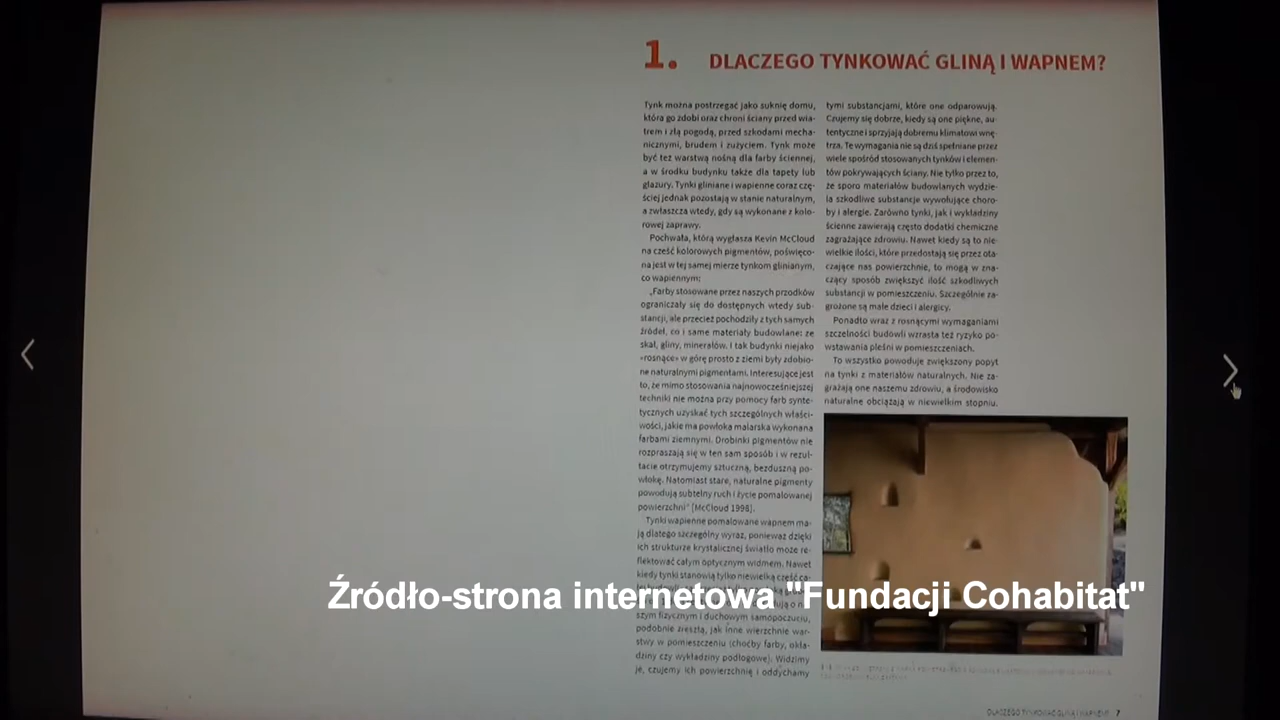 1. DLACZEGO TYNKOWAĆ GLINĄ I WAPNEM?
Tynk można postrzegać jako suknię domu,
która go zdobi oraz chroni ściany przed wia-
trem i złą pogodą, przed szkodami mecha-
nicznymi, brudem i zużyciem. Tynk może
być też warstwą nośną dla farby ściennej,
a w środku budynku także dla tapety lub
glazury. Tynki gliniane i wapienne coraz czę-
ściej jednak pozostają w stanie naturalnym,
a zwłaszcza wtedy, gdy są wykonane z kolo-
rowej zaprawy.
Pochwała, którą wygłasza Kevin McCloud
na cześć kolorowych pigmentów, poświęco-
na jest w tej samej mierze tynkom glinianym,
co wapiennym:
„Farby stosowane przez naszych przodków
ograniczały się do dostępnych wtedy sub-
stancji, ale przecież pochodziły z tych samych
źródeł, co i same materiały budowlane: ze
skał, gliny, minerałów. I tak budynki niejako
»rosnące« w górę prosto z ziemi były zdobio-
ne naturalnymi pigmentami. Interesujące jest
to, że mimo stosowania najnowocześniejszej
techniki nie można przy pomocy farb synte-
tycznych uzyskać tych szczególnych właści-
wości, jakie ma powłoka malarska wykonana
farbami ziemnymi. Drobinki pigmentów nie
rozpraszają się w ten sam sposób i w rezul-
tacie otrzymujemy sztuczną, bezduszną po-
włokę. Natomiast stare, naturalne pigmenty
powodują subtelny ruch i życie pomalowanej
powierzchni" [McCloud 1998].
Tynki wapienne pomalowane wapnem ma-
ją dlatego szczególny wyraz, ponieważ dzięki
ich strukturze krystalicznej światło może re-
flektować całym optycznym widmem. Nawet
kiedy tynki stanowią tylko niewielką część ca-
szym fizycznym i duchowym samopoczuciu,
podobnie zresztą, jak inne wierzchnie war-
stwy w pomieszczeniu (choćby farby, okła-
dziny czy wykładziny podłogowe). Widzimy
je, czujemy ich powierzchnię i oddychamy
tymi substancjami, które one odparowują.
Czujemy się dobrze, kiedy są one piękne, au-
tentyczne i sprzyjają dobremu klimatowi wnę-
trza. Te wymagania nie są dziś spełniane przez
wiele spośród stosowanych tynków i elemen-
tów pokrywających ściany. Nie tylko przez to,
że sporo materiałów budowlanych wydzie-
la szkodliwe substancje wywołujące choro-
by i alergie. Zarówno tynki, jak i wykładziny
ścienne zawierają często dodatki chemiczne
zagrażające zdrowiu. Nawet kiedy są to nie-
wielkie ilości, które przedostają się przez ota-
czające nas powierzchnie, to mogą w zna-
czący sposób zwiększyć ilość szkodliwych
substancji w pomieszczeniu. Szczególnie za-
grożone są małe dzieci i alergicy.
Ponadto wraz z rosnącymi wymaganiami
szczelności budowli wzrasta też ryzyko po-
wstawania pleśni w pomieszczeniach.
To wszystko powoduje zwiększony popyt
na tynki z materiałów naturalnych. Nie za-
grażają one naszemu zdrowiu, a środowisko
naturalne obciążają w niewielkim stopniu.
Źródło-strona internetowa "Fundacji Cohabitat"
DLACZEGO TYNKOWAĆ GLINĄ I WAPNEM? 7